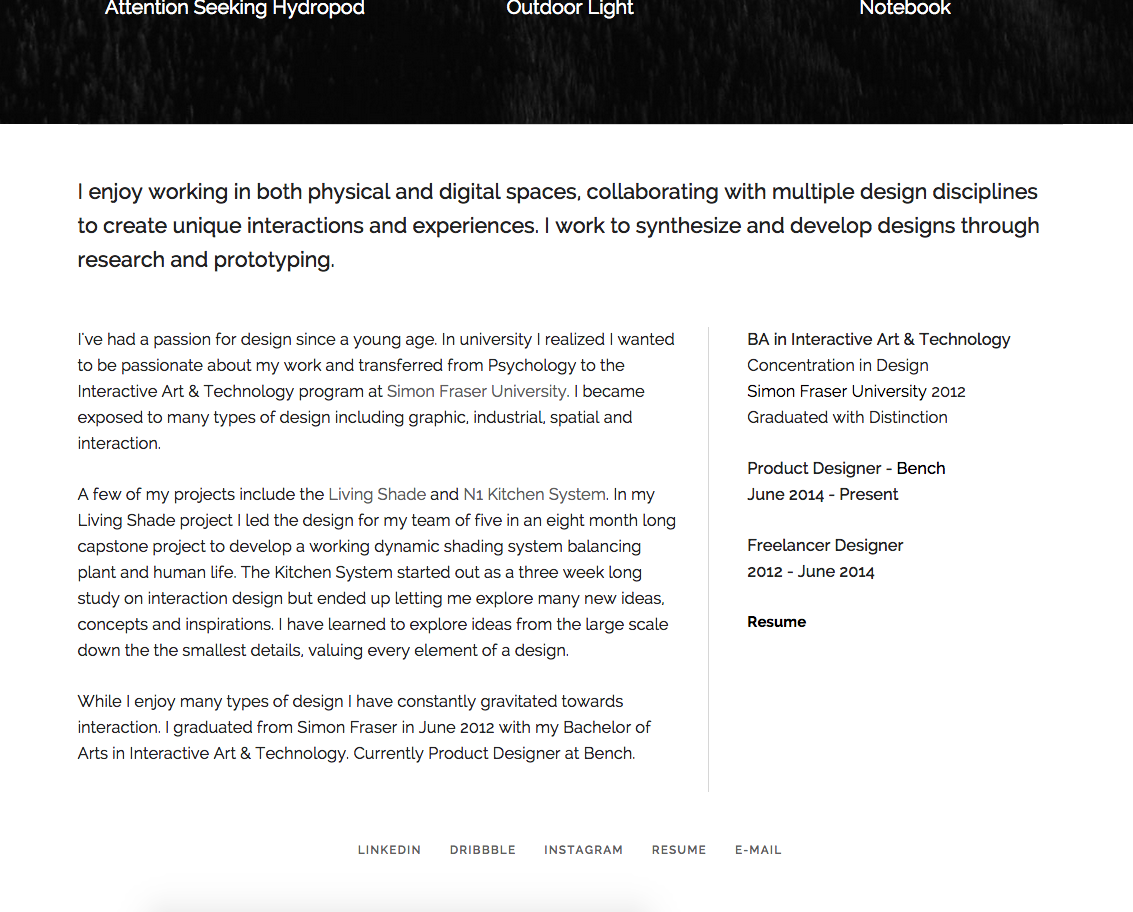 Attention Seeking Hydropod
Outdoor Light
Notebook
I enjoy working in both physical and digital spaces, collaborating with multiple design disciplines
to create unique interactions and experiences. I work to synthesize and develop designs through
research and prototyping.
I've had a passion for design since a young age. In university I realized I wanted
to be passionate about my work and transferred from Psychology to the
Interactive Art & Technology program at Simon Fraser University. I became
exposed to many types of design including graphic, industrial, spatial and
interaction.
A few of my projects include the Living Shade and N1 Kitchen System. In my
Living Shade project I led the design for my team of five in an eight month long
capstone project to develop a working dynamic shading system balancing
plant and human life. The Kitchen System started out as a three week long
study on interaction design but ended up letting me explore many new ideas,
concepts and inspirations. I have learned to explore ideas from the large scale
down the the smallest details, valuing every element of a design.
While I enjoy many types of design I have constantly gravitated towards
interaction. I graduated from Simon Fraser in June 2012 with my Bachelor of
Arts in Interactive Art & Technology. Currently Product Designer at Bench.
BA in Interactive Art & Technology
Concentration in Design
Simon Fraser University 2012
Graduated with Distinction
Product Designer - Bench
June 2014 - Present
Freelancer Designer
2012 - June 2014
Resume
LINKEDIN
DRIBBBLE
INSTAGRAM
RESUME
E-MAIL